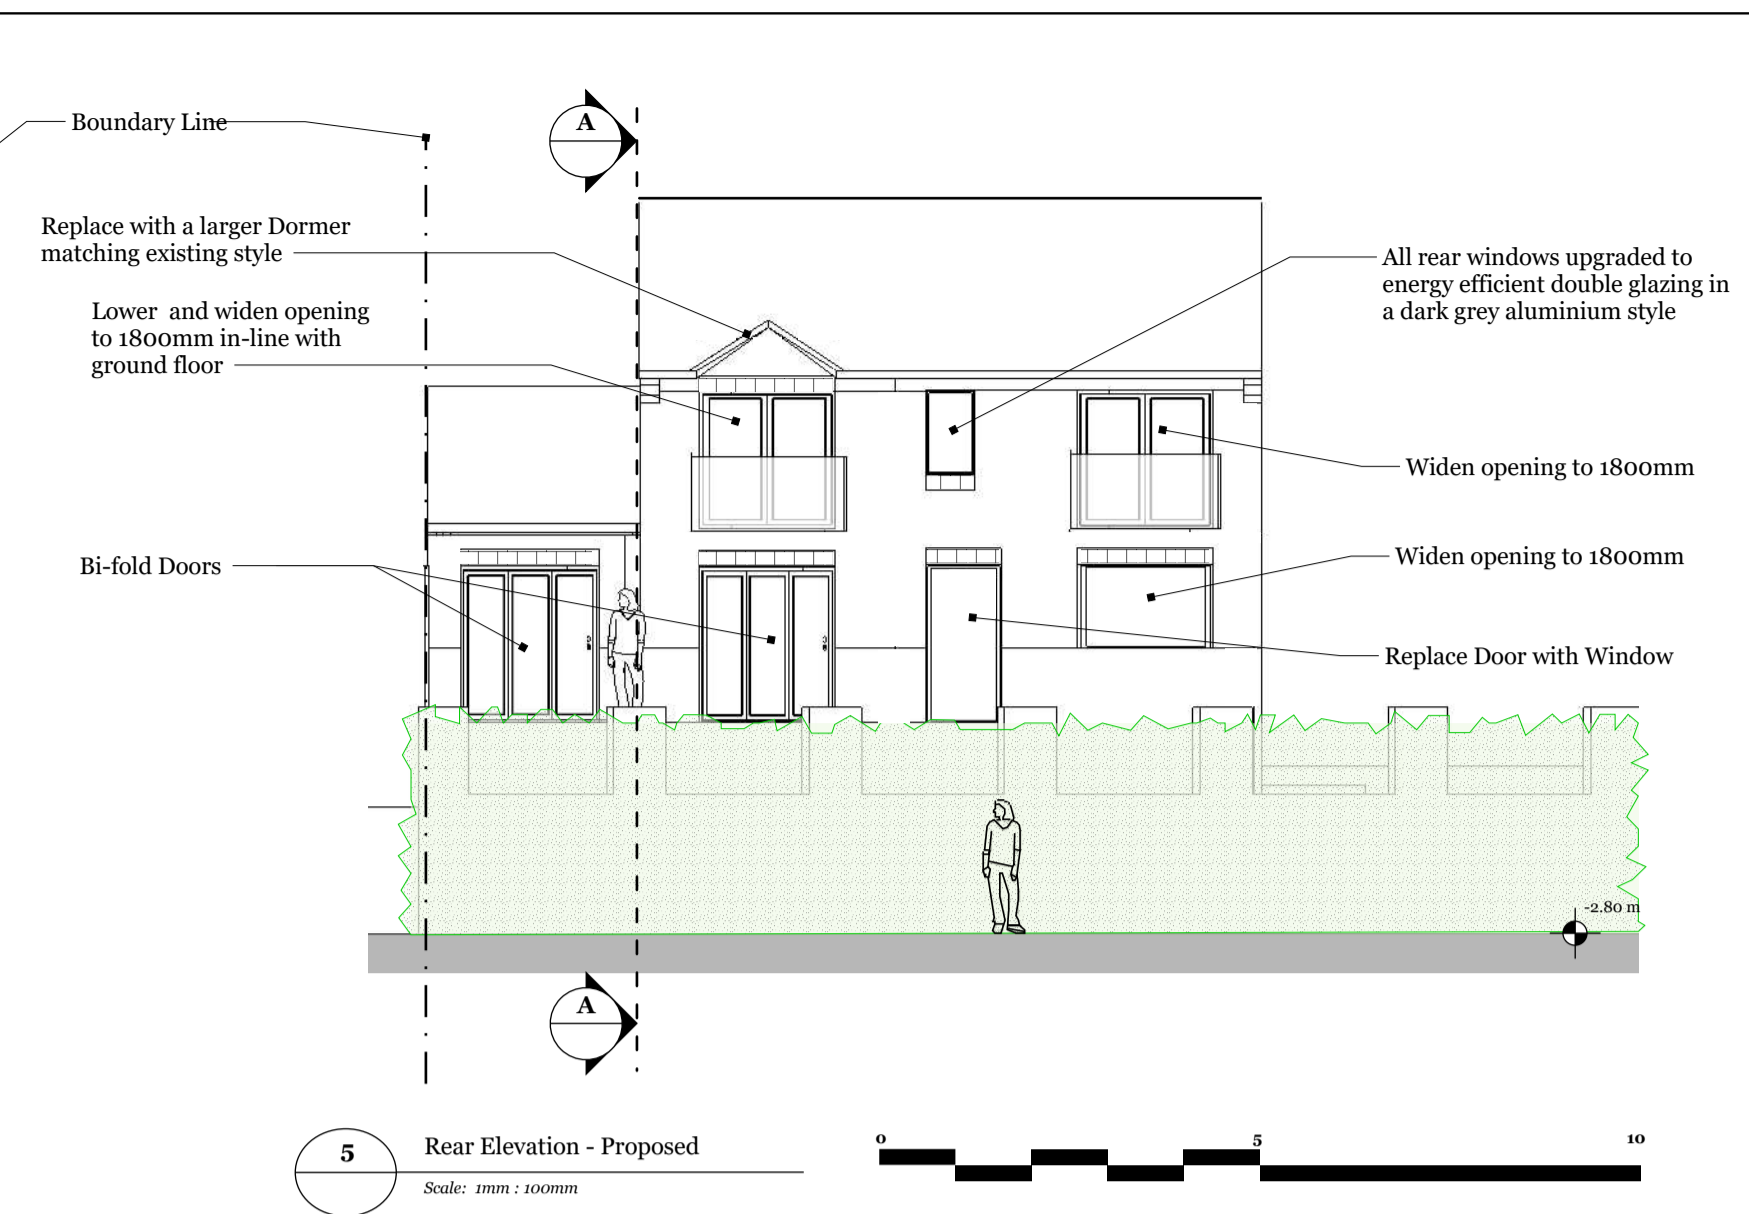 Boundary Line
A
Replace with a larger Dormer
matching existing style
All rear windows upgraded to
energy efficient double glazing in
a dark grey aluminium style
Lower and widen opening
to 1800mm in-line with
ground floor
Widen opening to 1800mm
Bi-fold Doors
Widen opening to 1800mm
Replace Door with Window
-2.80 m
A
5
Rear Elevation - Proposed
Scale: 1mm : 100mm
0 5 10